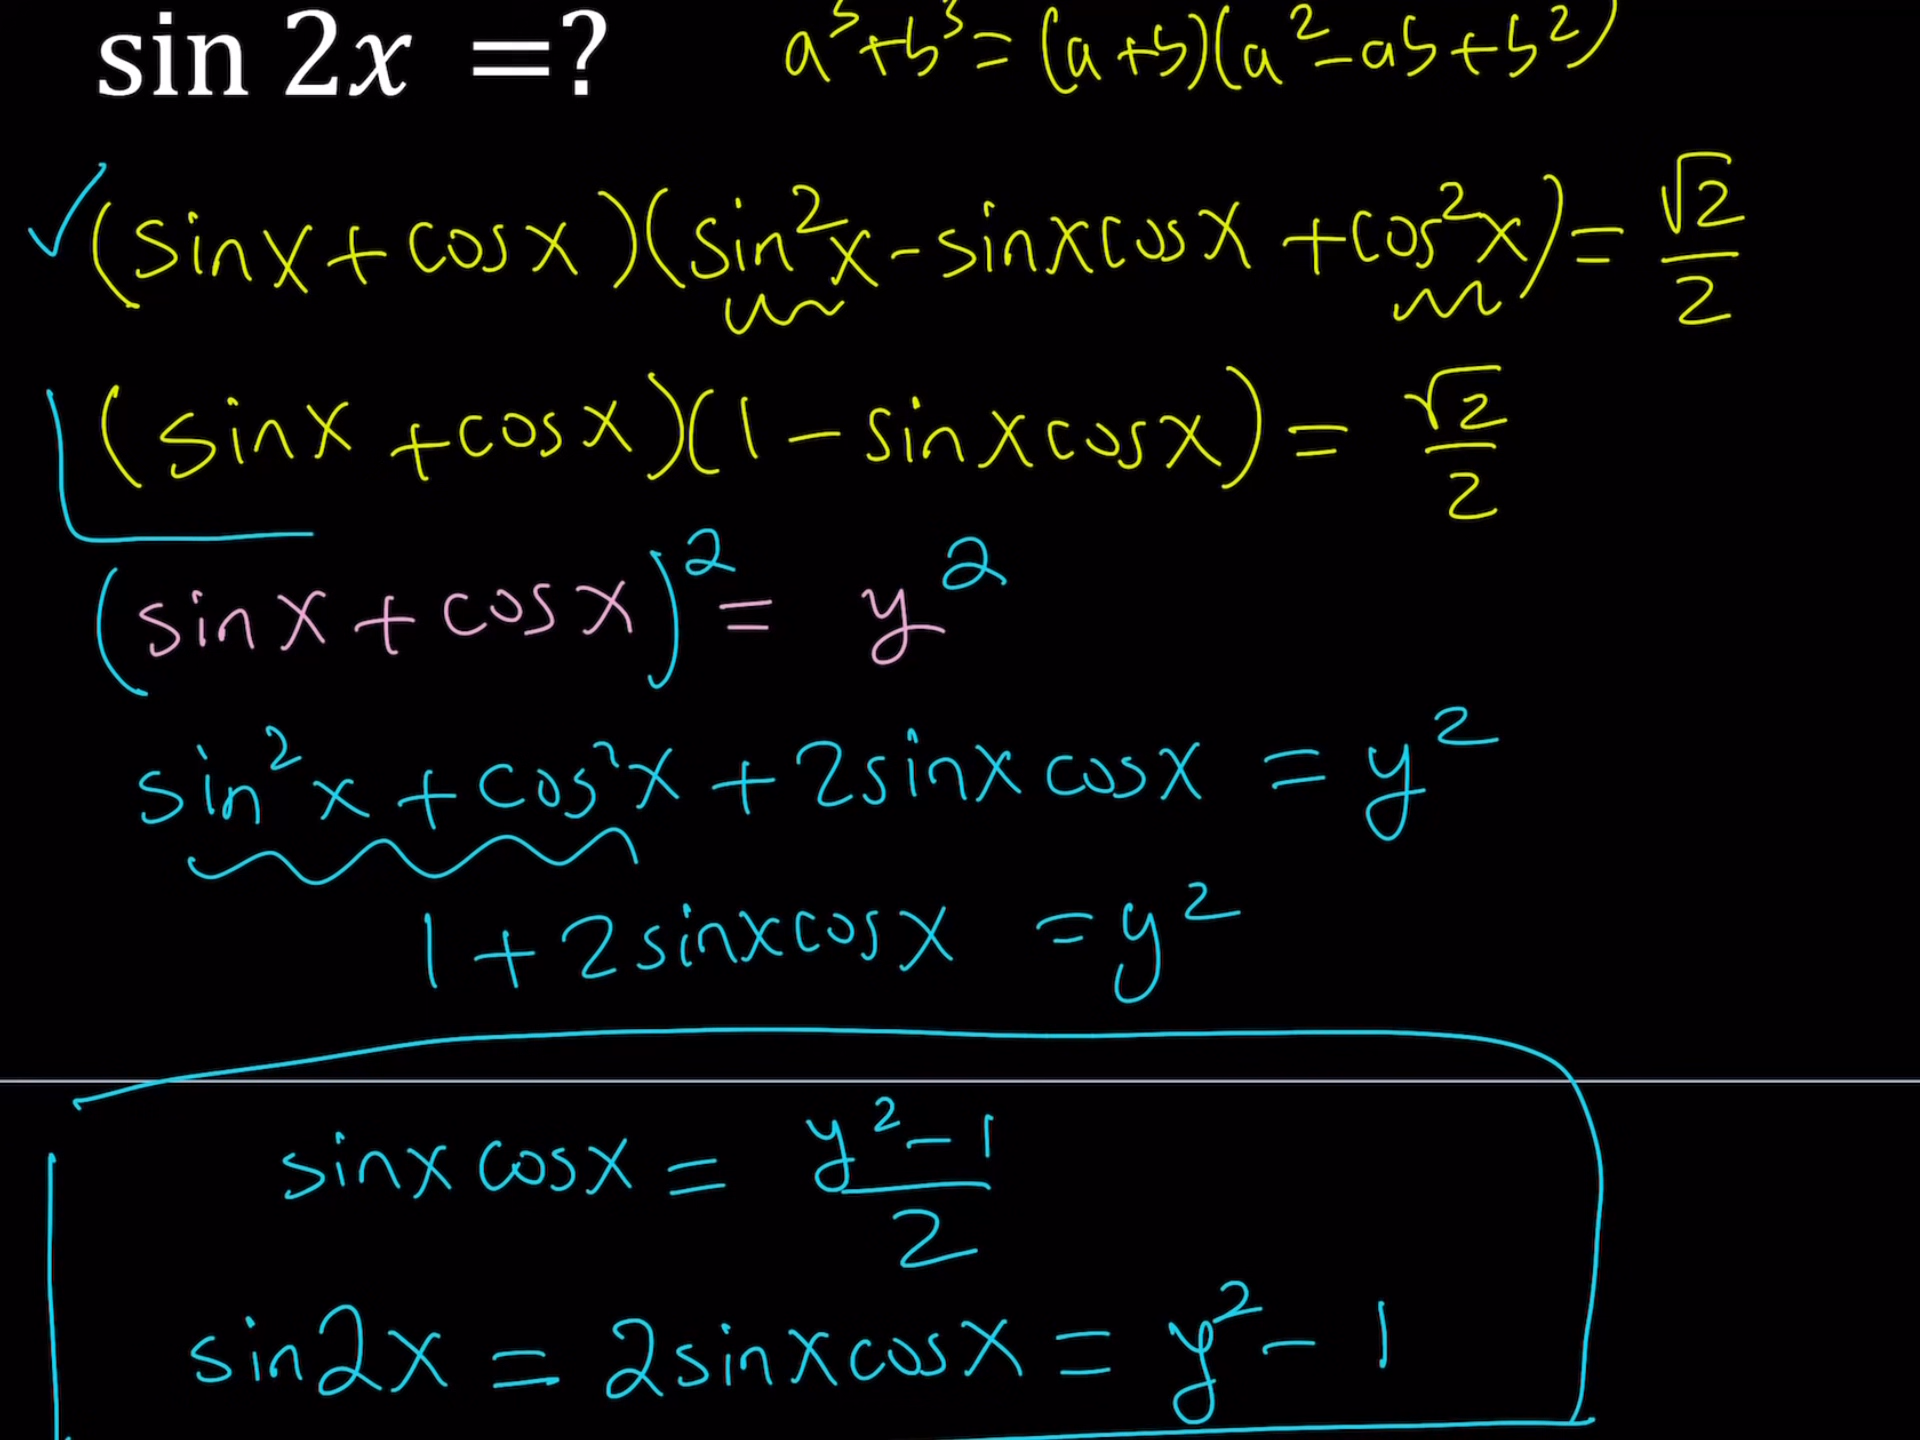 sin 2x =? a³+b³= (a+b)(a²-ab+b²)
(sinx+cosx)(sin²x-sinxcosx+cos²x)= √2/2
(sinx+cosx)(1-sinxcosx)= √2/2
(sinx+cosx)²= y²
sin²x+cos²x+2sinxcosx = y²
1+2sinxcosx =y²
sinxcosx= (y²-1)/2
sin2x = 2sinxcosx = y²-1